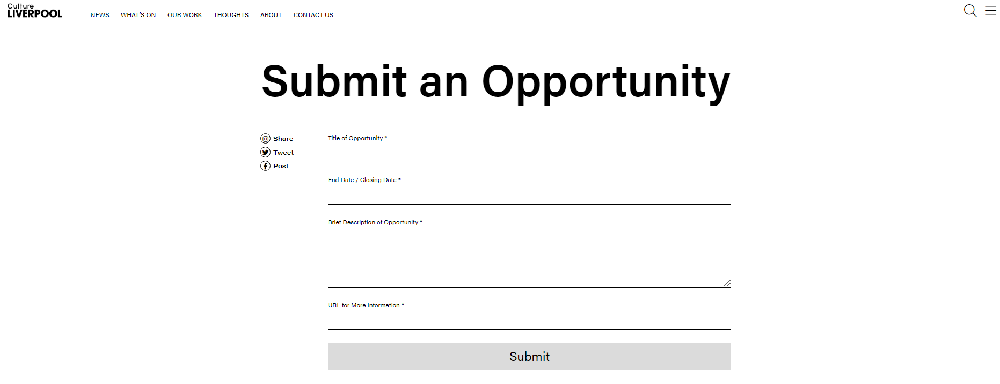 Culture
LIVERPOOL
NEWS WHAT'S ON OUR WORK THOUGHTS ABOUT CONTACT US
Submit an Opportunity
Share
Tweet
Post
Title of Opportunity *
End Date / Closing Date *
Brief Description of Opportunity *
URL for More Information *
Submit